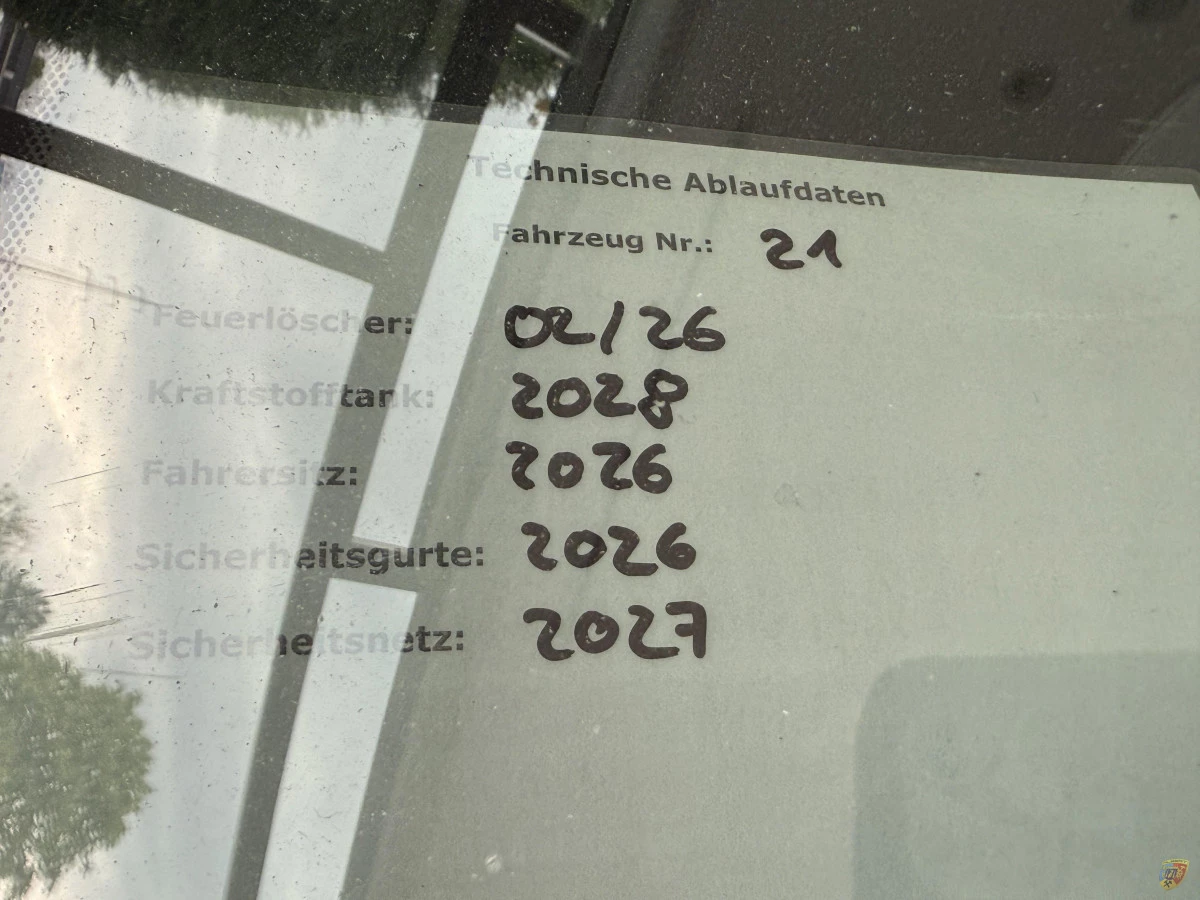 Technische Ablaufdaten
Fahrzeug Nr.: 21
Feuerlöscher: 02/26
Kraftstofftank: 2028
Fahrersitz: 2026
Sicherheitsgurte: 2026
Sicherheitsnetz: 2027